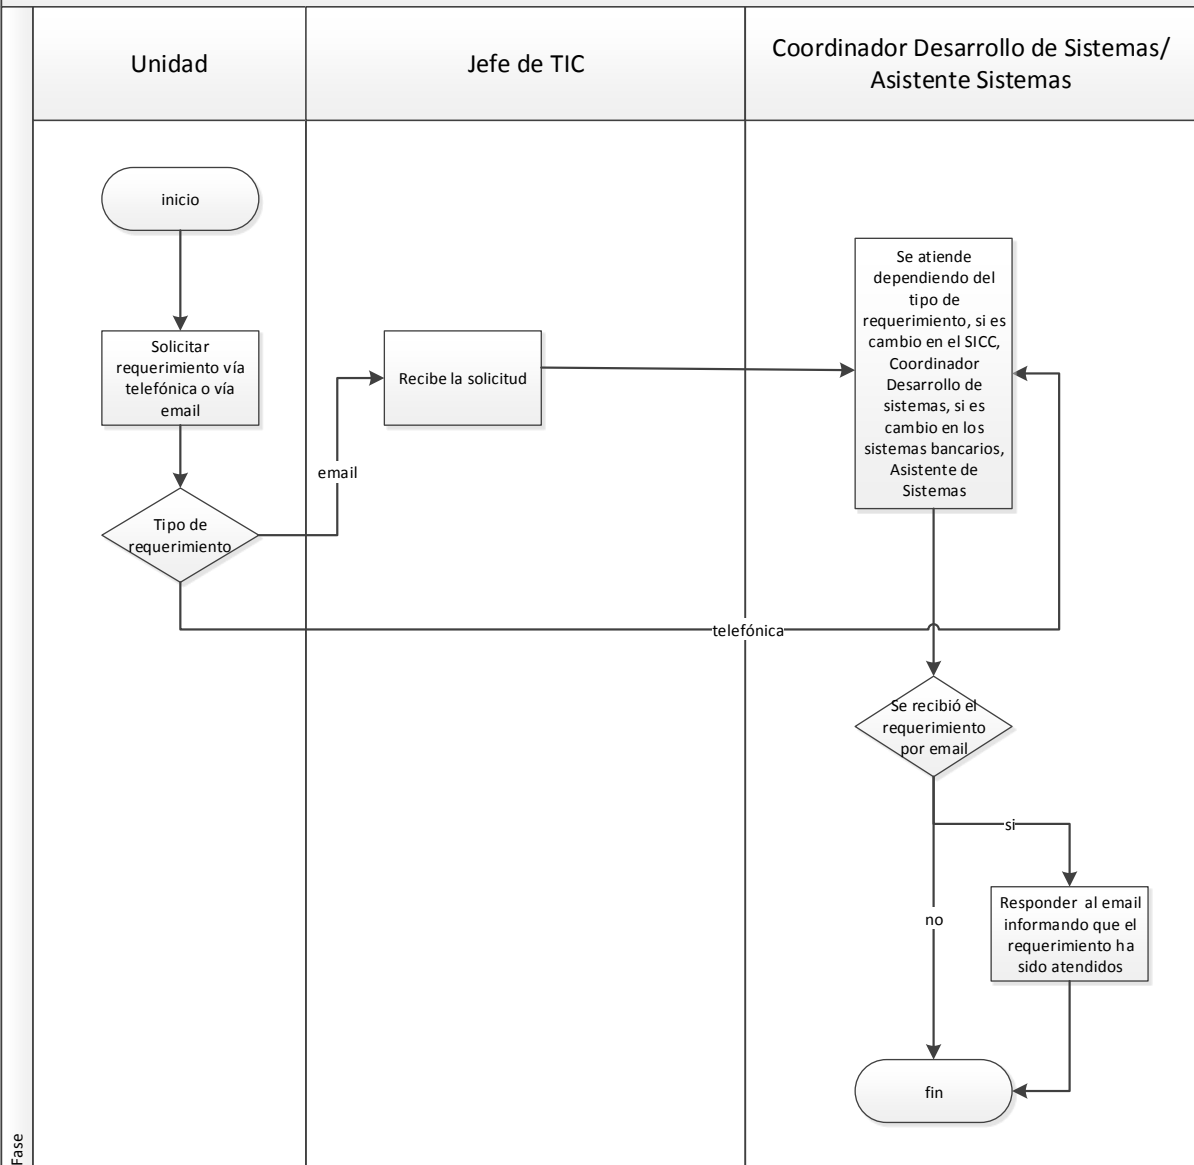 Unidad
Jefe de TIC
Coordinador Desarrollo de Sistemas/
Asistente Sistemas
inicio
Solicitar
requerimiento vía
telefónica o vía
email
Tipo de
requerimiento
email
Recibe la solicitud
Se atiende
dependiendo del
tipo de
requerimiento, si es
cambio en el SICC,
Coordinador
Desarrollo de
sistemas, si es
cambio en los
sistemas bancarios,
Asistente de
Sistemas
telefónica
Se recibió el
requerimiento
por email
si
no
Responder al email
informando que el
requerimiento ha
sido atendidos
fin
Fase